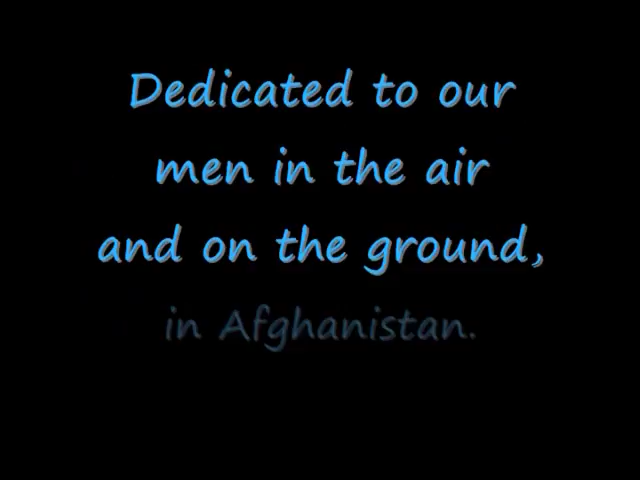 Dedicated to our
men in the air
and on the ground,
in Afghanistan.